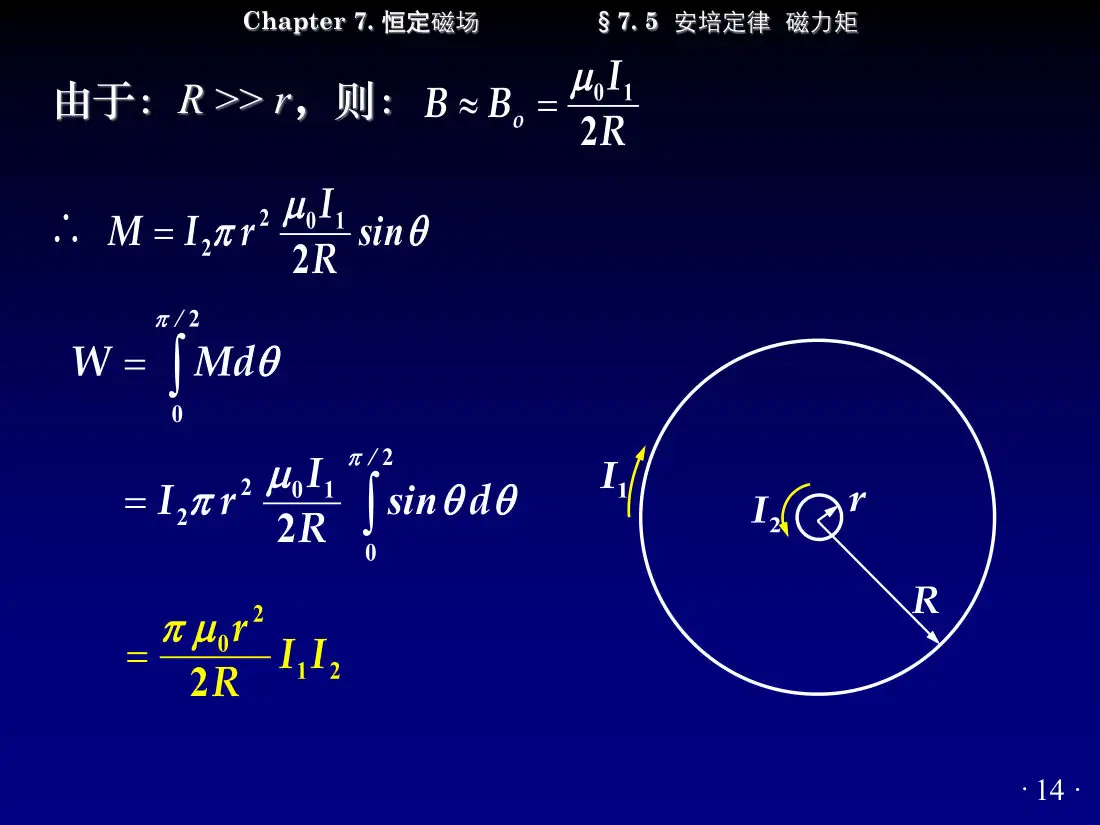 Chapter 7. 恒定磁场 § 7. 5 安培定律 磁力矩
由于：R >> r，则：B ≈ Bₒ = μ₀I₁ / 2R
∴ M = I₂πr² μ₀I₁ / 2R sinθ
W = ∫₀^{π/2} Mdθ
= I₂πr² μ₀I₁ / 2R ∫₀^{π/2} sinθdθ
= πμ₀r² / 2R I₁I₂
I₁
I₂
r
R
· 14 ·